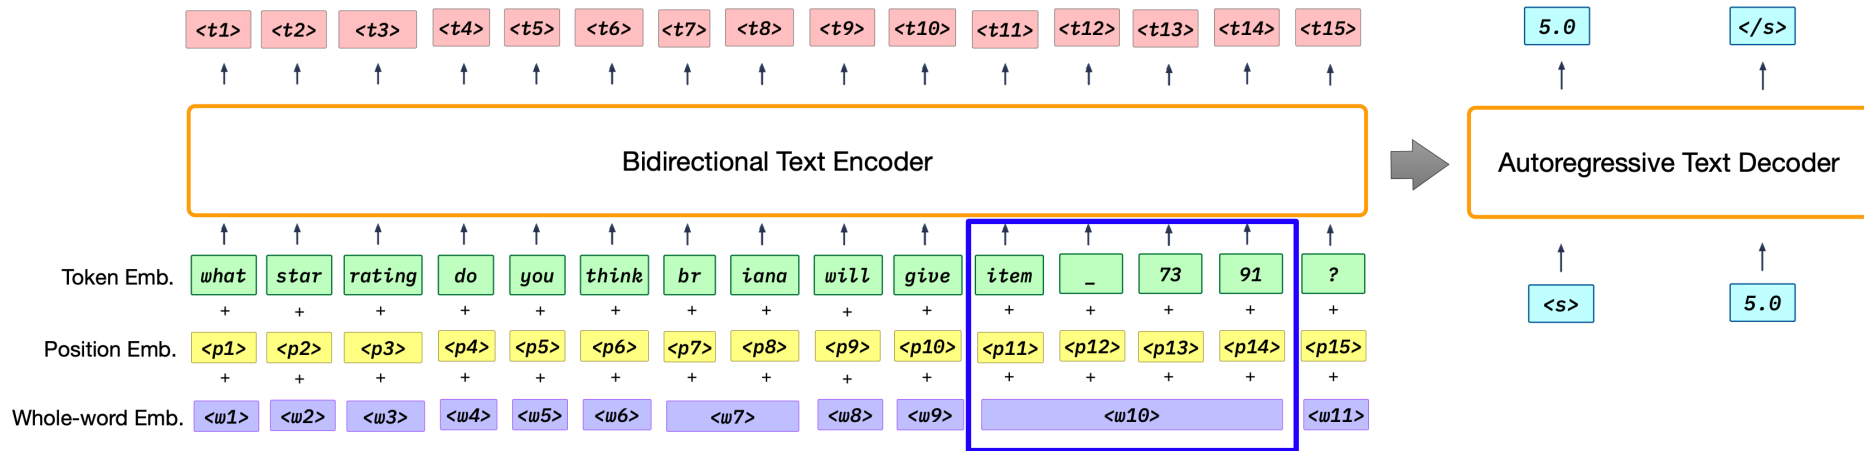 <t1> <t2> <t3> <t4> <t5> <t6> <t7> <t8> <t9> <t10> <t11> <t12> <t13> <t14> <t15> 5.0 </s>
Bidirectional Text Encoder Autoregressive Text Decoder
Token Emb. what star rating do you think br iana will give item _ 73 91 ? <s> 5.0
+ + + + + + + + + + + + + + +
Position Emb. <p1> <p2> <p3> <p4> <p5> <p6> <p7> <p8> <p9> <p10> <p11> <p12> <p13> <p14> <p15>
+ + + + + + + + + + + + + + +
Whole-word Emb. <w1> <w2> <w3> <w4> <w5> <w6> <w7> <w8> <w9> <w10> <w11>